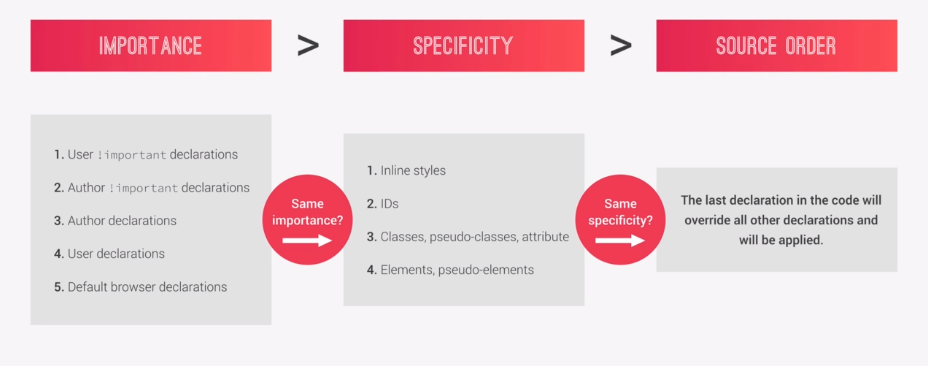 IMPORTANCE > SPECIFICITY > SOURCE ORDER
1. User !important declarations
2. Author !important declarations
3. Author declarations
4. User declarations
5. Default browser declarations
Same
importance?
1. Inline styles
2. IDs
3. Classes, pseudo-classes, attribute
4. Elements, pseudo-elements
Same
specificity?
The last declaration in the code will
override all other declarations and
will be applied.